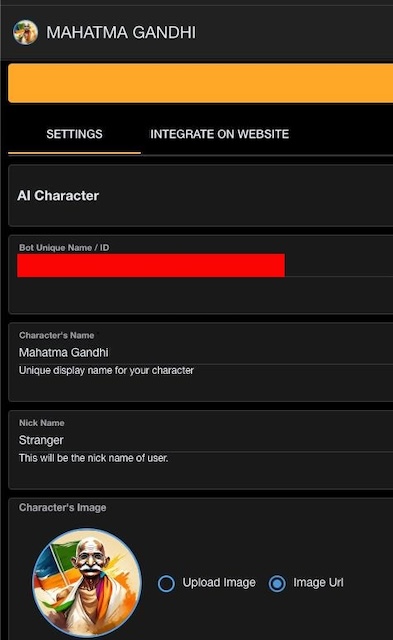 MAHATMA GANDHI
SETTINGS INTEGRATE ON WEBSITE
AI Character
Bot Unique Name / ID
Character's Name
Mahatma Gandhi
Unique display name for your character
Nick Name
Stranger
This will be the nick name of user.
Character's Image
Upload Image Image Url